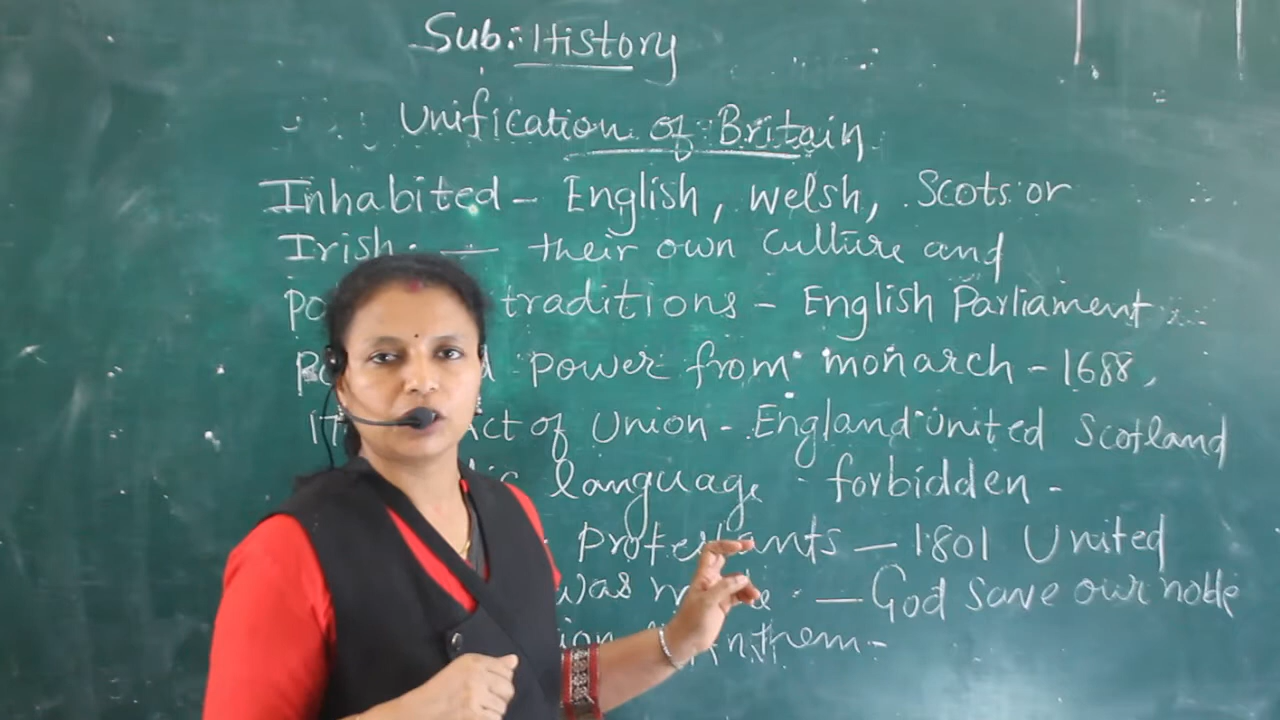 Sub: History
Unification of Britain
Inhabited - English, Welsh, Scots or
Irish - their own culture and
traditions - English Parliament
power from monarch - 1688,
Act of Union - England united Scotland
language forbidden -
Protestants - 1801 United
was - God save our noble
Anthem -